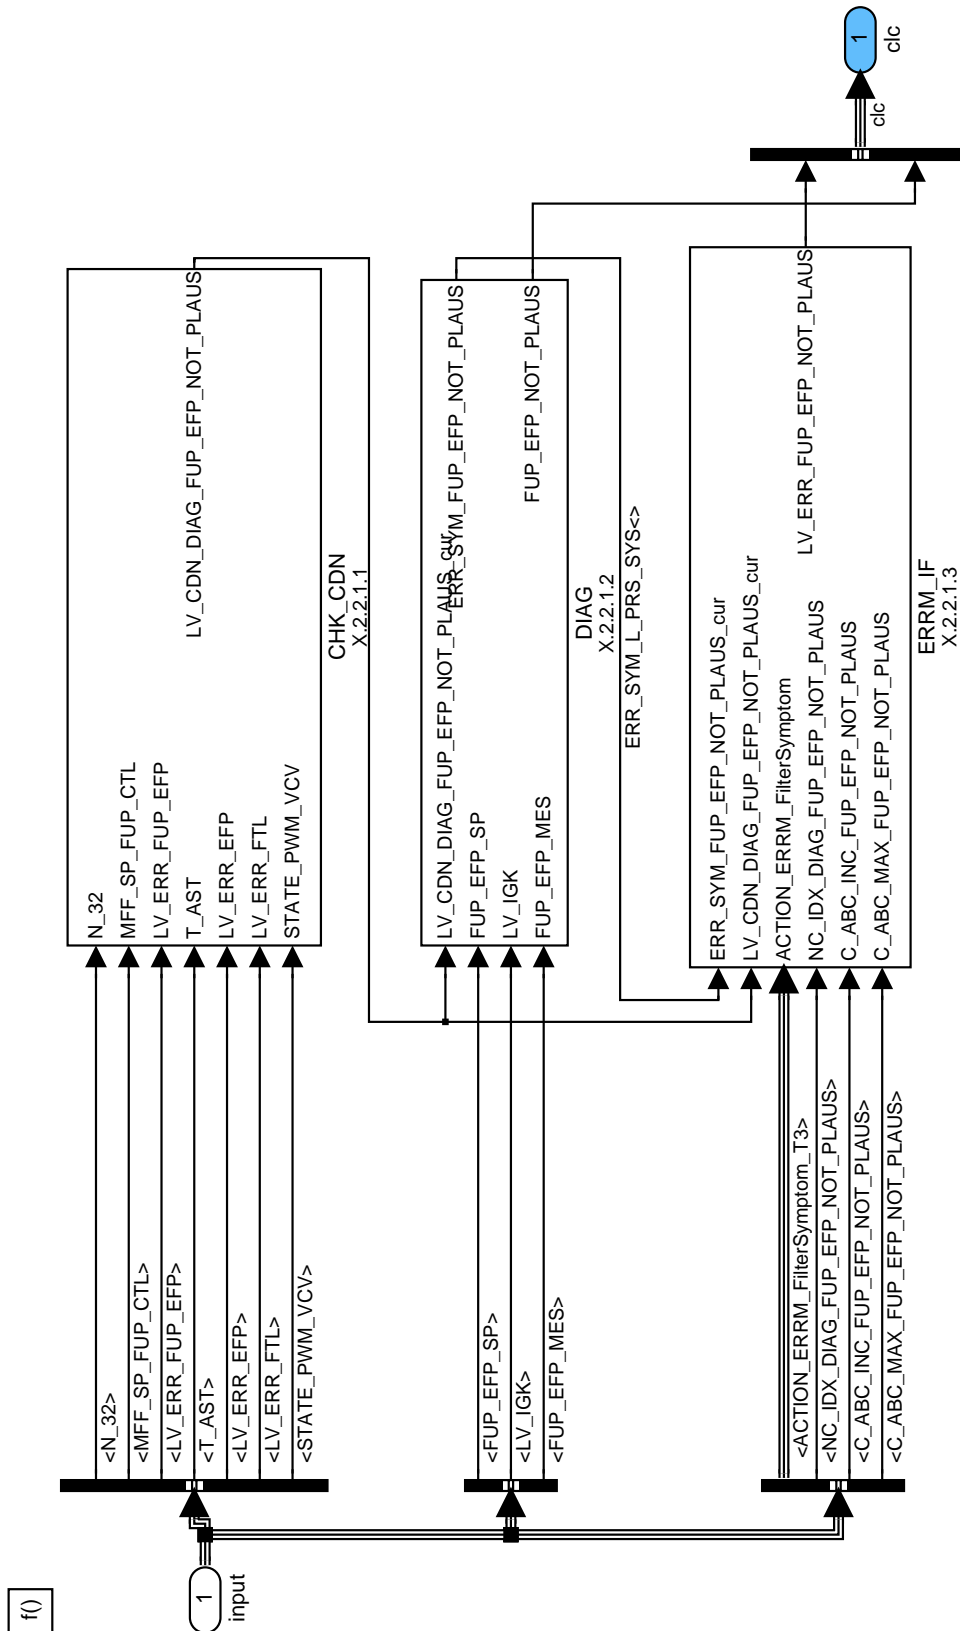 f()
1
input
<N_32>
<MFF_SP_FUP_CTL>
<LV_ERR_FUP_EFP>
<T_AST>
<LV_ERR_EFP>
<LV_ERR_FTL>
<STATE_PWM_VCV>
N_32
MFF_SP_FUP_CTL
LV_ERR_FUP_EFP
T_AST
LV_ERR_EFP
LV_ERR_FTL
STATE_PWM_VCV
LV_CDN_DIAG_FUP_EFP_NOT_PLAUS
CHK_CDN
X.2.2.1.1
<FUP_EFP_SP>
<LV_IGK>
<FUP_EFP_MES>
LV_CDN_DIAG_FUP_EFP_NOT_PLAUS_cur
FUP_EFP_SP
LV_IGK
FUP_EFP_MES
ERR_SYM_FUP_EFP_NOT_PLAUS
FUP_EFP_NOT_PLAUS
DIAG
X.2.2.1.2
ERR_SYM_L_PRS_SYS<>
<ACTION_ERRM_FilterSymptom_T3>
<NC_IDX_DIAG_FUP_EFP_NOT_PLAUS>
<C_ABC_INC_FUP_EFP_NOT_PLAUS>
<C_ABC_MAX_FUP_EFP_NOT_PLAUS>
ERR_SYM_FUP_EFP_NOT_PLAUS_cur
LV_CDN_DIAG_FUP_EFP_NOT_PLAUS_cur
ACTION_ERRM_FilterSymptom
NC_IDX_DIAG_FUP_EFP_NOT_PLAUS
C_ABC_INC_FUP_EFP_NOT_PLAUS
C_ABC_MAX_FUP_EFP_NOT_PLAUS
LV_ERR_FUP_EFP_NOT_PLAUS
ERRM_IF
X.2.2.1.3
clc
1
clc